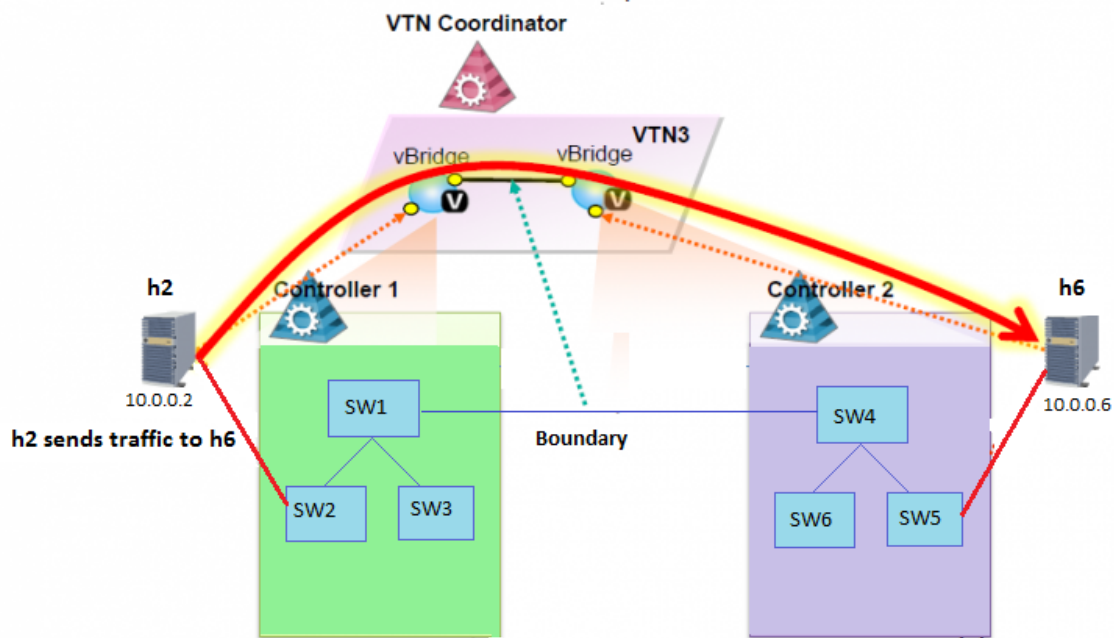 VTN Coordinator
VTN3
vBridge
vBridge
V
V
h2
Controller 1
Controller 2
h6
10.0.0.2
SW1
SW4
10.0.0.6
h2 sends traffic to h6
Boundary
SW2
SW3
SW6
SW5